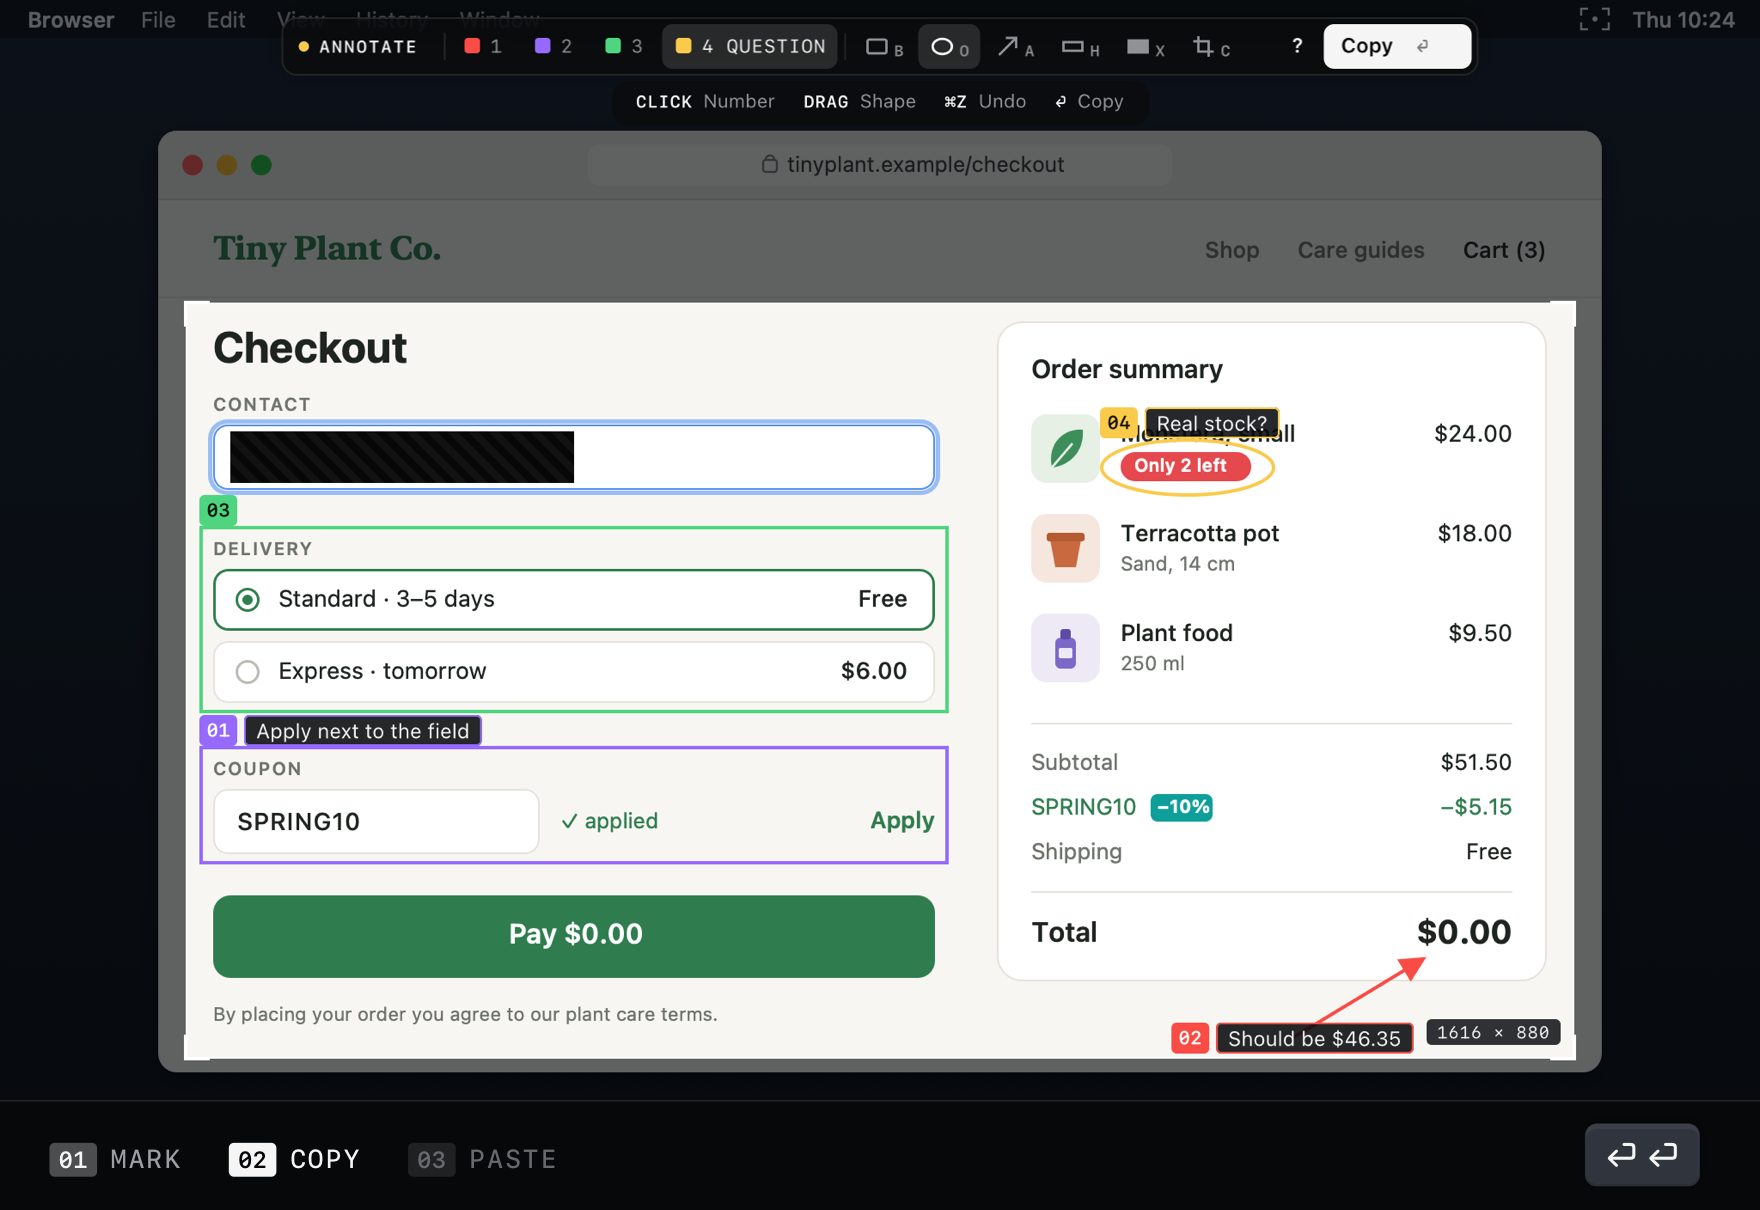 Browser File Edit View History Window Thu 10:24
ANNOTATE 1 2 3 4 QUESTION B O A H X C ? Copy
CLICK Number DRAG Shape ⌘Z Undo ⏎ Copy
tinyplant.example/checkout
Tiny Plant Co.
Shop Care guides Cart (3)
Checkout
CONTACT
03
DELIVERY
Standard · 3–5 days Free
Express · tomorrow $6.00
01 Apply next to the field
COUPON
SPRING10 ✓ applied Apply
Pay $0.00
By placing your order you agree to our plant care terms.
Order summary
04 Real stock?
Monstera, small $24.00
Only 2 left
Terracotta pot $18.00
Sand, 14 cm
Plant food $9.50
250 ml
Subtotal $51.50
SPRING10 −10% −$5.15
Shipping Free
Total $0.00
02 Should be $46.35
1616 × 880
01 MARK 02 COPY 03 PASTE